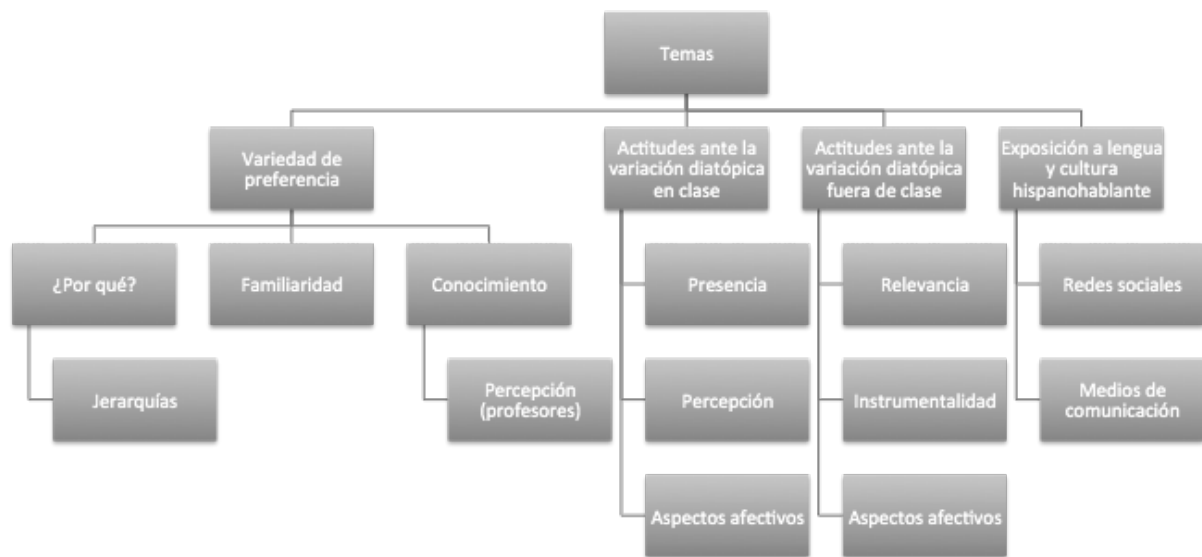 Temas
Variedad de
preferencia
Actitudes ante la
variación diatópica
en clase
Actitudes ante la
variación diatópica
fuera de clase
Exposición a lengua
y cultura
hispanohablante
¿Por qué?
Familiaridad
Conocimiento
Presencia
Relevancia
Redes sociales
Jerarquías
Percepción
(profesores)
Percepción
Instrumentalidad
Medios de
comunicación
Aspectos afectivos
Aspectos afectivos